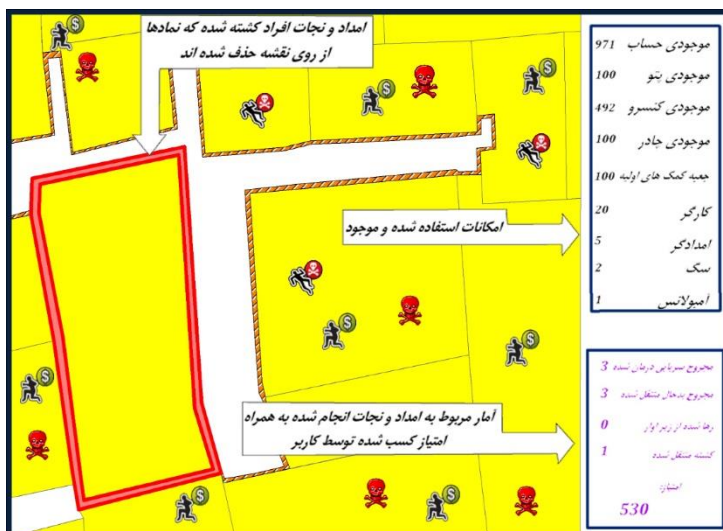 امداد و نجات افراد کشته شده که نمادها
از روی نقشه حذف شده اند
موجودی حساب 971
موجودی پتو 100
موجودی کنسرو 492
موجودی چادر 100
جعبه کمک های اولیه 100
کارگر 20
امدادگر 5
سگ 2
آمبولانس 1
امکانات استفاده شده و موجود
مجروح سرپایی درمان شده 3
مجروح بدحال منتقل شده 3
رها شده از زیر آوار 0
کشته منتقل شده 1
امتیاز:
530
آمار مربوط به امداد و نجات انجام شده به همراه
امتیاز کسب شده توسط کاربر